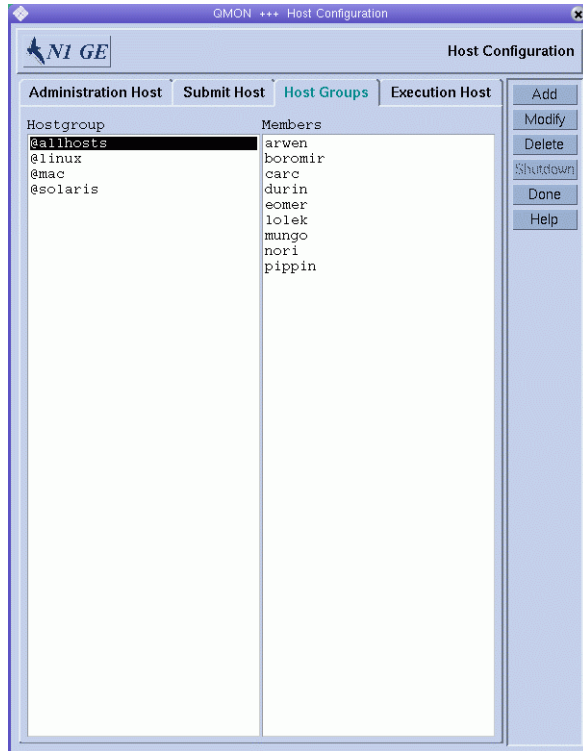 QMON +++ Host Configuration
N1 GE
Host Configuration
Administration Host Submit Host Host Groups Execution Host
Hostgroup
@allhosts
@linux
@mac
@solaris
Members
arwen
boromir
carc
durin
eomer
lolek
mungo
nori
pippin
Add
Modify
Delete
Shutdown
Done
Help